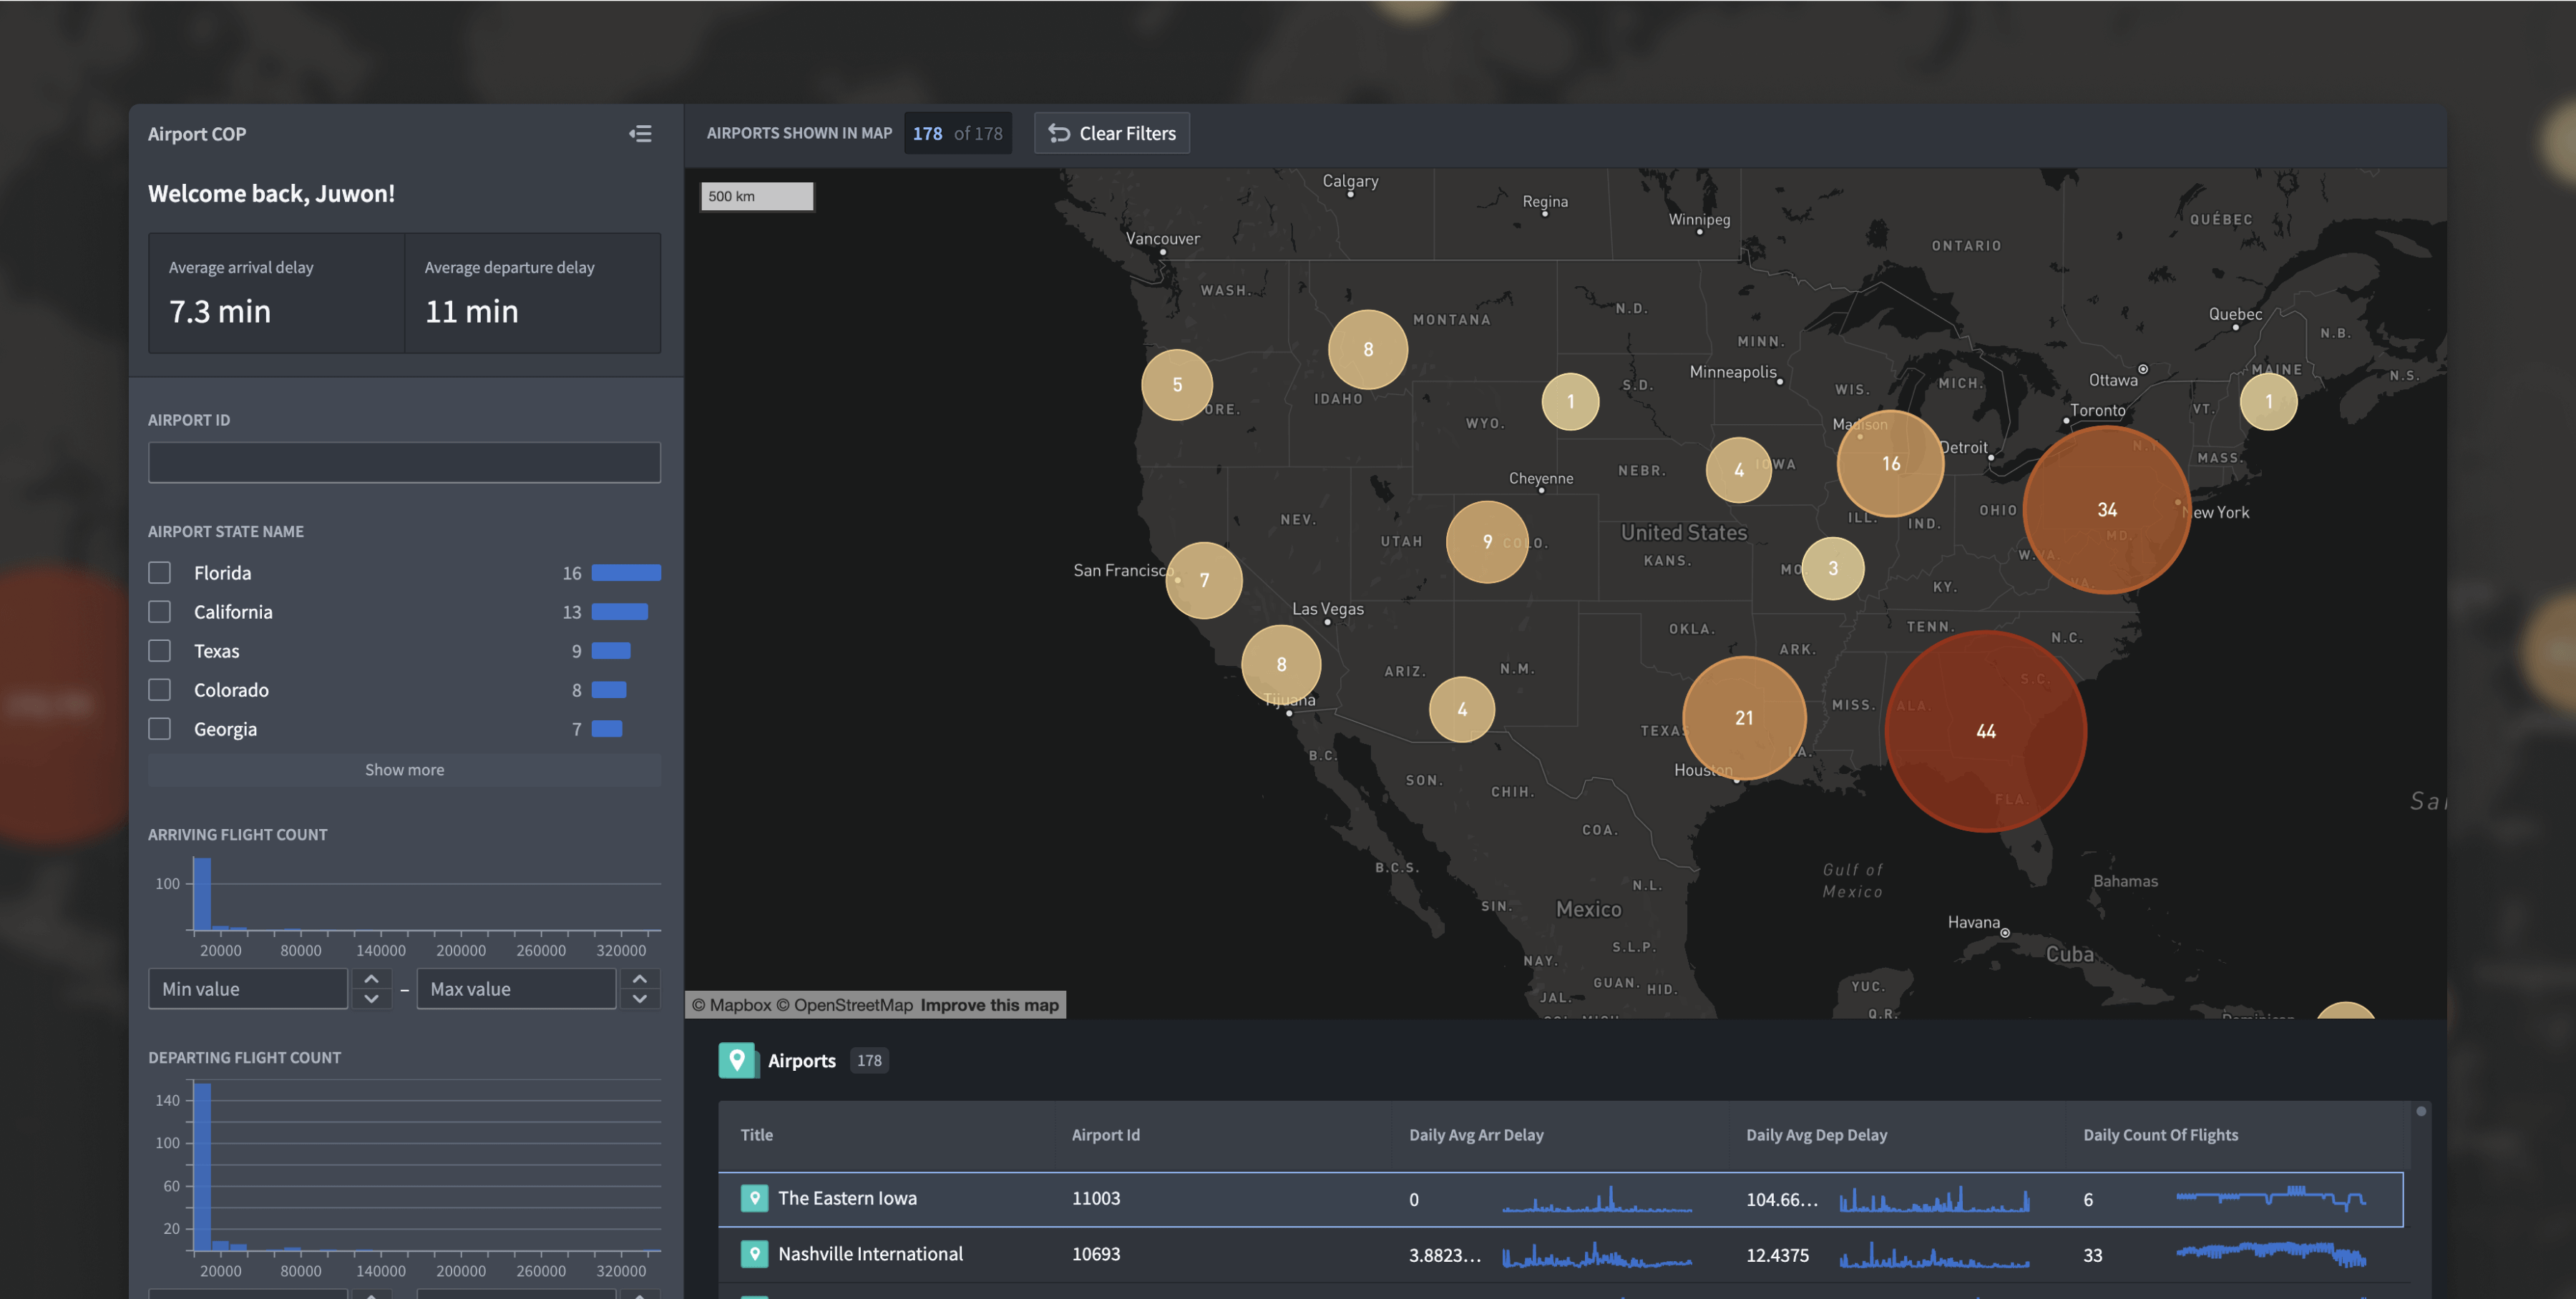 Airport COP
Welcome back, Juwon!
Average arrival delay
7.3 min
Average departure delay
11 min
AIRPORT ID
AIRPORT STATE NAME
Florida 16
California 13
Texas 9
Colorado 8
Georgia 7
Show more
ARRIVING FLIGHT COUNT
100
20000 80000 140000 200000 260000 320000
Min value – Max value
DEPARTING FLIGHT COUNT
140
100
60
20
20000 80000 140000 200000 260000 320000
AIRPORTS SHOWN IN MAP 178 of 178 Clear Filters
500 km
Calgary
Regina
Winnipeg
QUÉBEC
Vancouver
ONTARIO
WASH.
MONTANA
N.D.
Quebec
N.B.
8
MINN.
Minneapolis
MAINE
N.S.
5
ORE.
IDAHO
S.D.
WIS.
MICH.
Ottawa
1
1
WYO.
Toronto
VT.
Madison
Detroit
N.Y.
MASS.
16
4
IOWA
NEBR.
Cheyenne
34
New York
OHIO
NEV.
ILL.
IND.
United States
UTAH
9
COLO.
MD.
W.VA.
VA.
KANS.
MO.
3
San Francisco
7
KY.
Las Vegas
OKLA.
TENN.
N.C.
ARK.
8
ARIZ.
N.M.
S.C.
Tijuana
4
TEXAS
21
MISS.
ALA.
44
LA.
B.C.
Houston
SON.
CHIH.
FLA.
Sar
COA.
B.C.S.
Gulf of
Mexico
N.L.
Bahamas
SIN.
Mexico
Havana
S.L.P.
Cuba
NAY.
GUAN.
HID.
YUC.
JAL.
Q.R.
© Mapbox © OpenStreetMap Improve this map
Airports 178
Title Airport Id Daily Avg Arr Delay Daily Avg Dep Delay Daily Count Of Flights
The Eastern Iowa 11003 0 104.66... 6
Nashville International 10693 3.8823... 12.4375 33